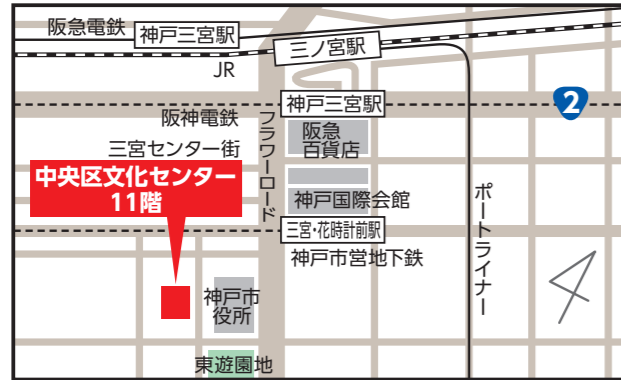 阪急電鉄
神戸三宮駅
三ノ宮駅
JR
神戸三宮駅
2
阪神電鉄
フラワーロード
阪急
百貨店
三宮センター街
中央区文化センター
11階
神戸国際会館
ポートライナー
三宮・花時計前駅
神戸市営地下鉄
神戸市
役所
東遊園地